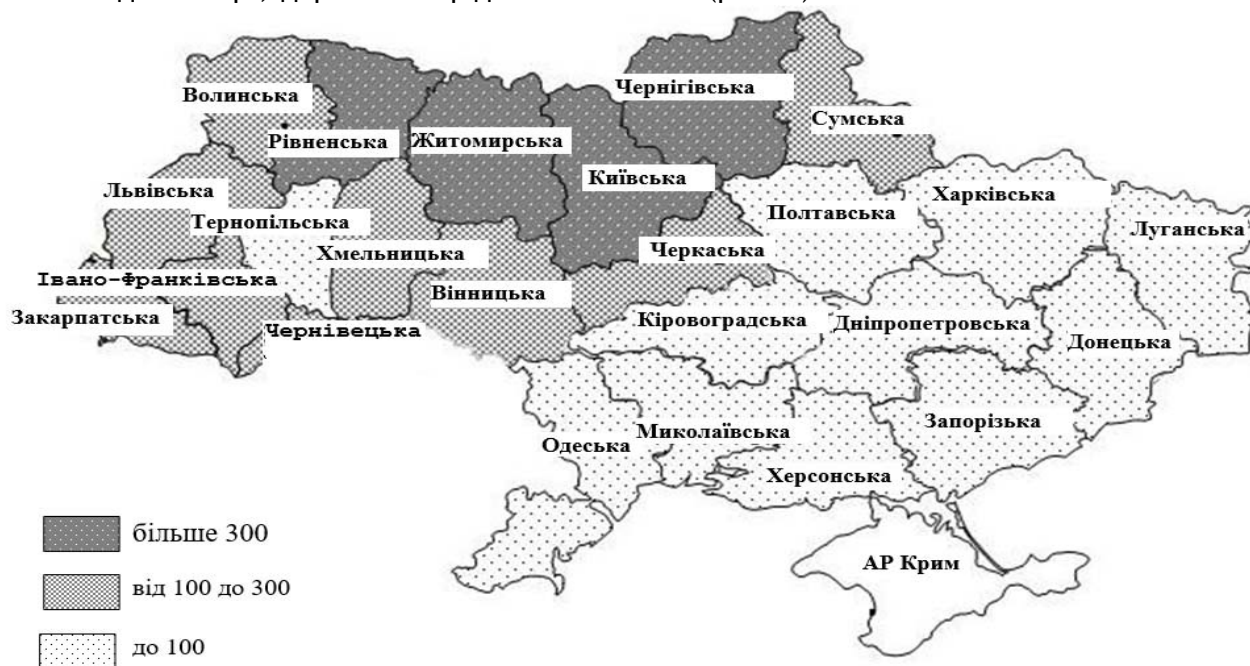 Волинська
Рівненська
Житомирська
Чернігівська
Сумська
Київська
Львівська
Тернопільська
Хмельницька
Полтавська
Харківська
Луганська
Черкаська
Івано-Франківська
Вінницька
Закарпатська
Чернівецька
Кіровоградська
Дніпропетровська
Донецька
Запорізька
Одеська
Миколаївська
Херсонська
АР Крим
більше 300
від 100 до 300
до 100